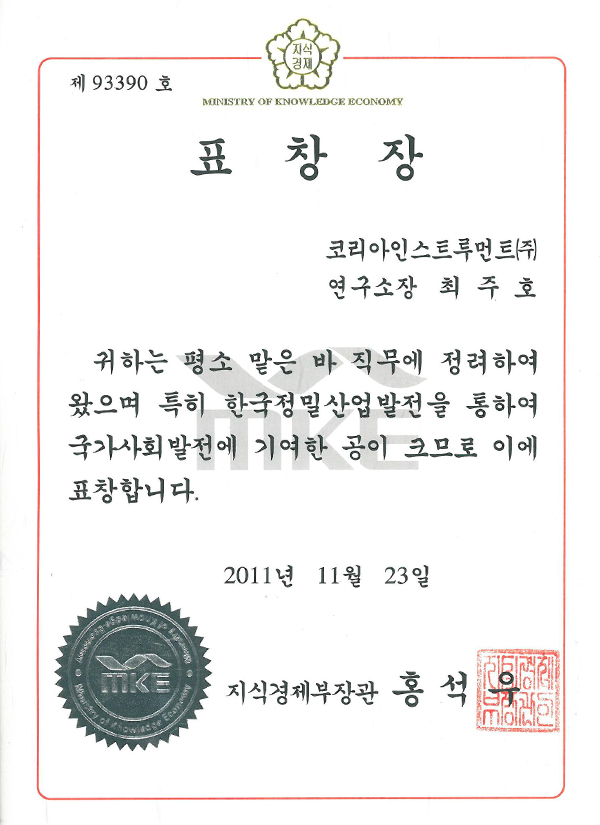 지식
경제
제 93390 호
MINISTRY OF KNOWLEDGE ECONOMY
표 창 장
코리아인스트루먼트(주)
연구소장 최 주 호
귀하는 평소 맡은 바 직무에 정려하여
왔으며 특히 한국정밀산업발전을 통하여
국가사회발전에 기여한 공이 크므로 이에
표창합니다.
MKE
2011년 11월 23일
Ministry of Knowledge Economy
MKE
Ministry of Knowledge Economy
지식경제부장관 홍 석 우